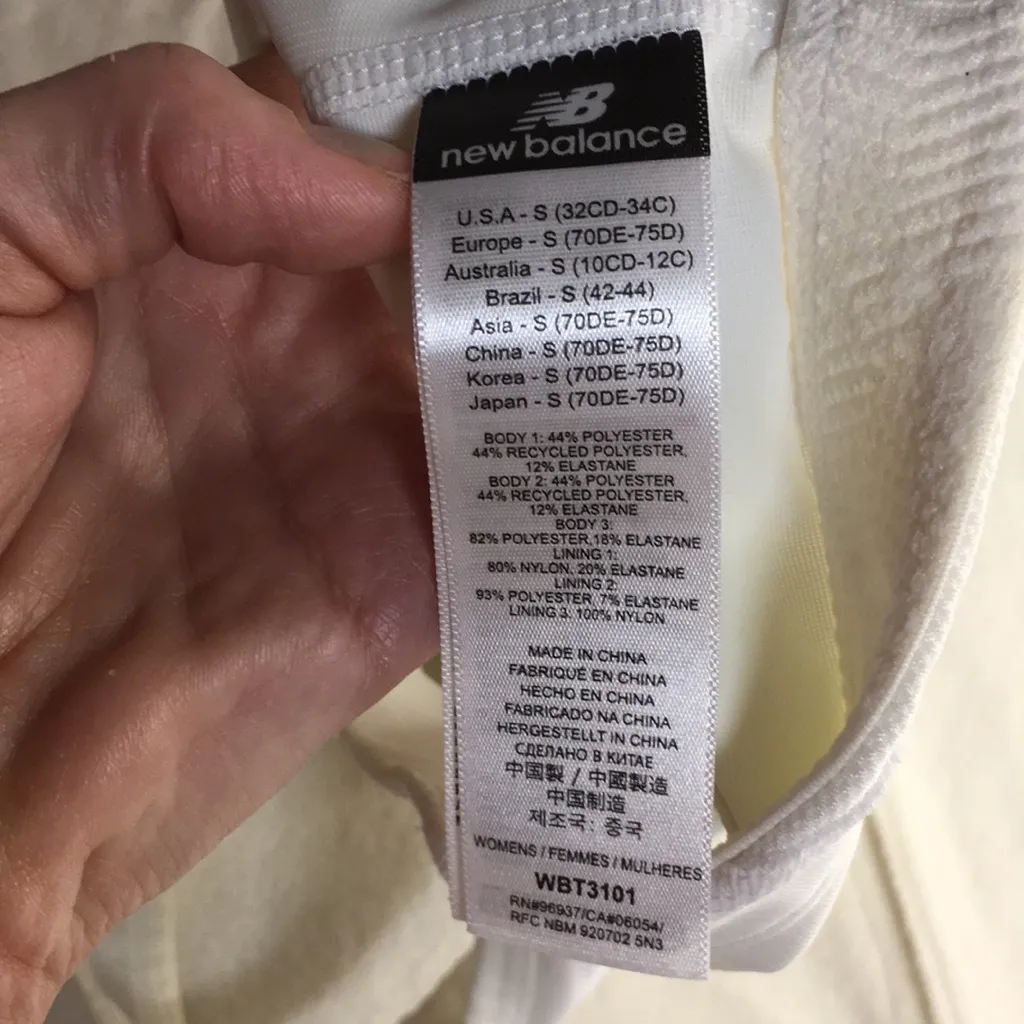 NB
new balance
U.S.A - S (32CD-34C)
Europe - S (70DE-75D)
Australia - S (10CD-12C)
Brazil - S (42-44)
Asia - S (70DE-75D)
China - S (70DE-75D)
Korea - S (70DE-75D)
Japan - S (70DE-75D)
BODY 1: 44% POLYESTER
44% RECYCLED POLYESTER,
12% ELASTANE
BODY 2: 44% POLYESTER
44% RECYCLED POLYESTER,
12% ELASTANE
BODY 3:
82% POLYESTER,18% ELASTANE
LINING 1:
80% NYLON, 20% ELASTANE
LINING 2:
93% POLYESTER, 7% ELASTANE
LINING 3: 100% NYLON
MADE IN CHINA
FABRIQUÉ EN CHINA
HECHO EN CHINA
FABRICADO NA CHINA
HERGESTELLT IN CHINA
СДЕЛАНО В КИТАЕ
中国製 / 中國製造
中国制造
제조국: 중국
WOMENS / FEMMES / MULHERES
WBT3101
RN#96937/CA#06054/
RFC NBM 920702 5N3